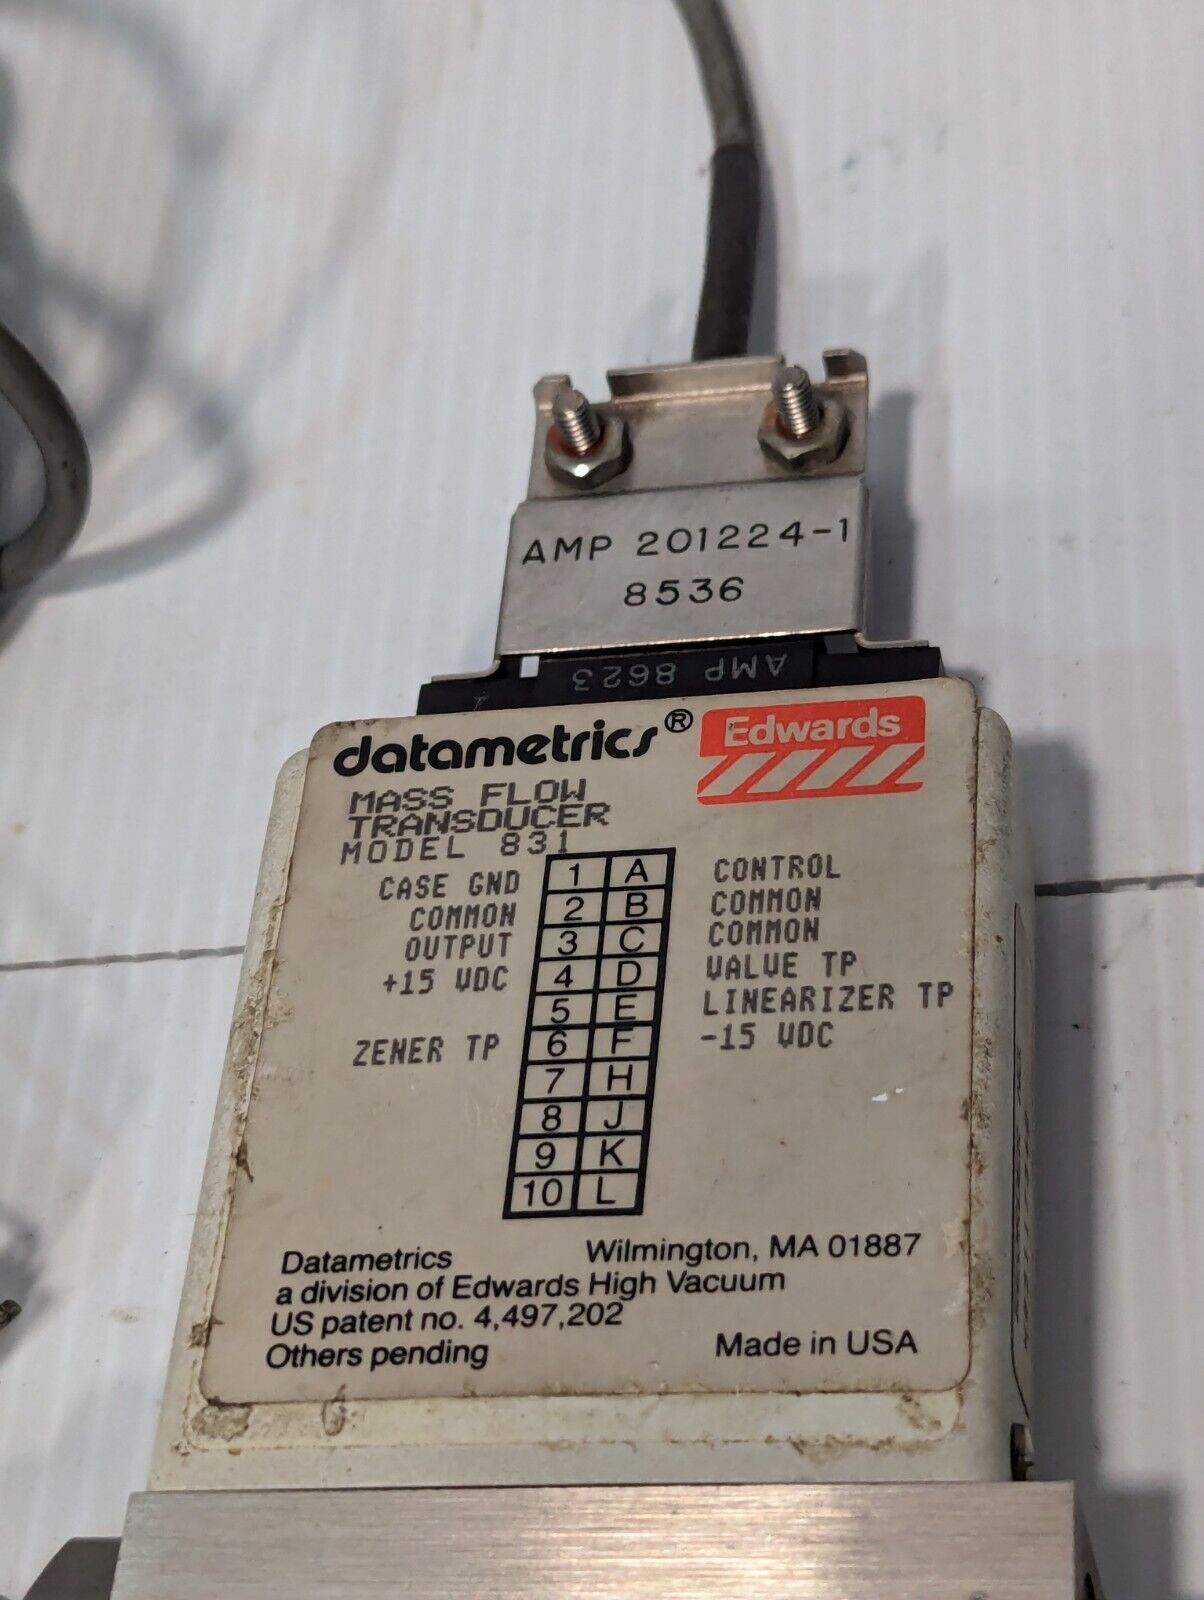 AMP 201224-1
8536
AMP 8623
datametrics® Edwards
MASS FLOW
TRANSDUCER
MODEL 831
CASE GND 1 A CONTROL
COMMON 2 B COMMON
OUTPUT 3 C COMMON
+15 VDC 4 D VALVE TP
5 E LINEARIZER TP
ZENER TP 6 F -15 VDC
7 H
8 J
9 K
10 L
Datametrics Wilmington, MA 01887
a division of Edwards High Vacuum
US patent no. 4,497,202
Others pending Made in USA